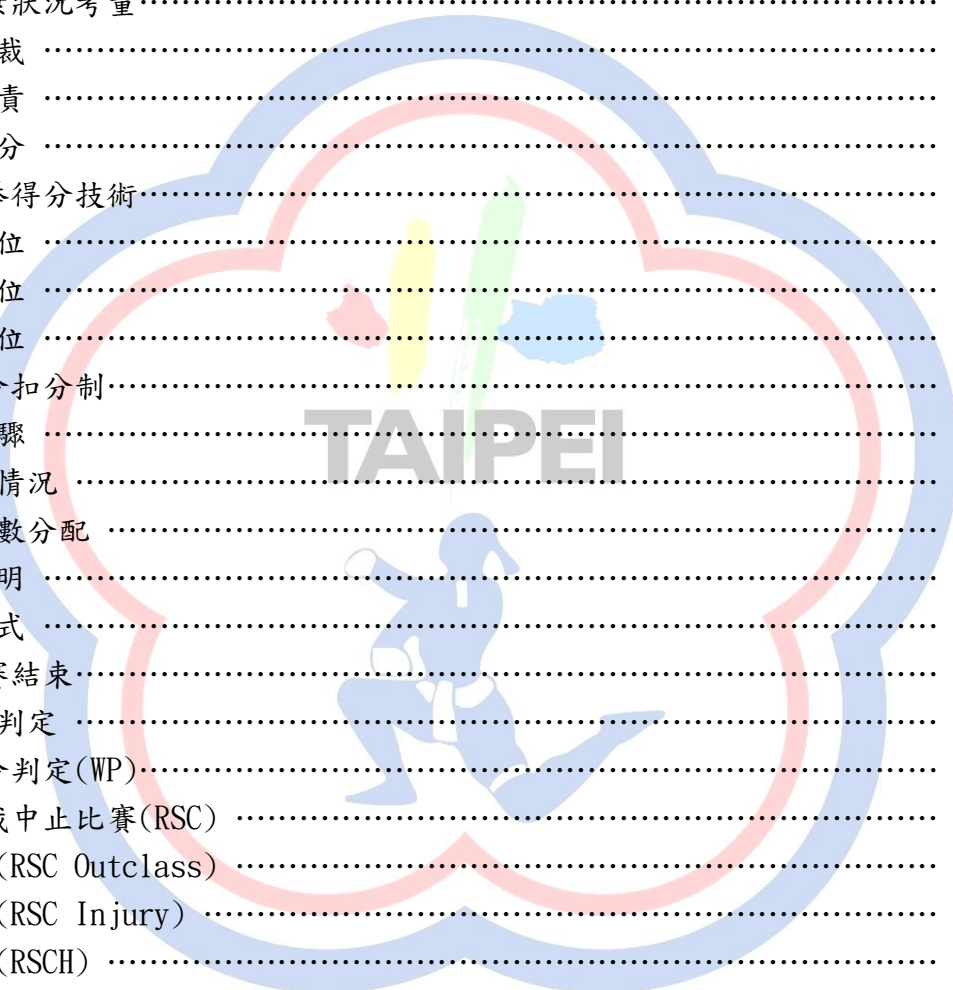 狀況考量………………………………………………………………
裁 ………………………………………………………………
責 ………………………………………………………………
分 ………………………………………………………………
得分技術………………………………………………………………
位 ………………………………………………………………
位 ………………………………………………………………
位 ………………………………………………………………
扣分制………………………………………………………………
TAIPEI
驟 ………………………………………………………………
情況 ………………………………………………………………
數分配 ………………………………………………………………
明 ………………………………………………………………
式 ………………………………………………………………
結束………………………………………………………………
判定 ………………………………………………………………
判定(WP)………………………………………………………………
中止比賽(RSC) ………………………………………………………………
(RSC Outclass) ………………………………………………………………
(RSC Injury) ………………………………………………………………
(RSCH) ………………………………………………………………